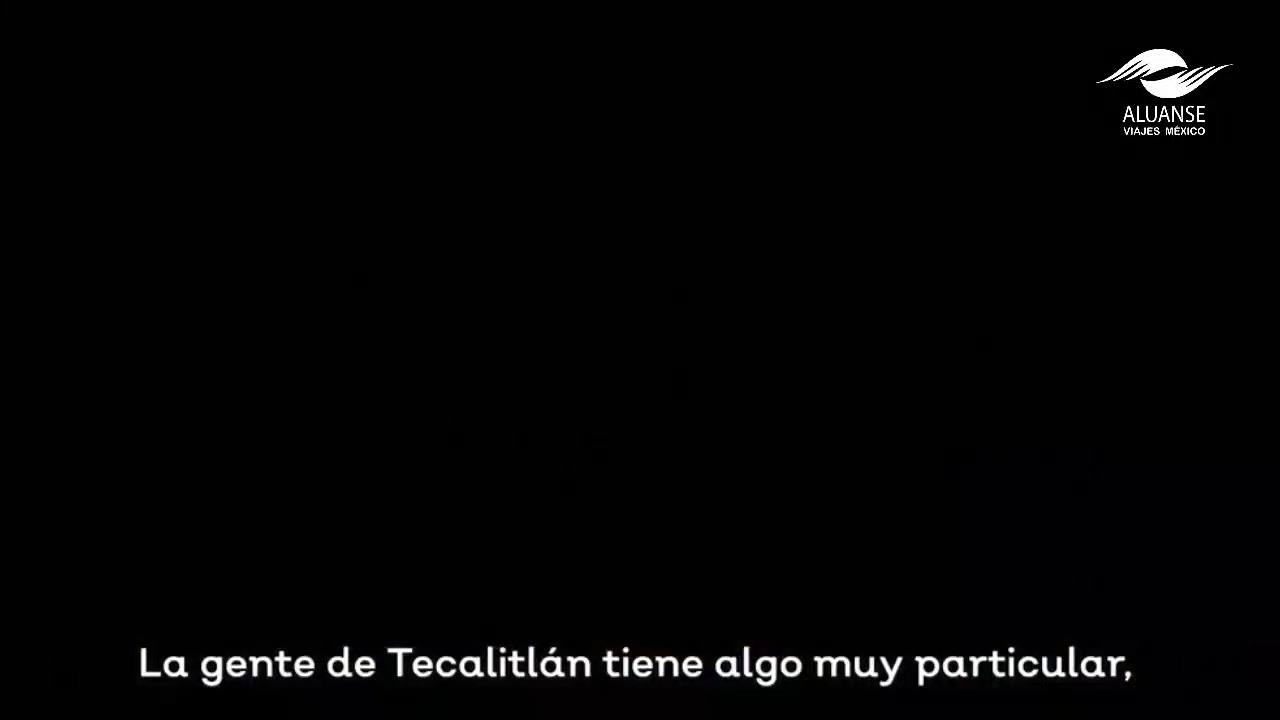 ALUANSE
VIAJES MÉXICO
La gente de Tecalitlán tiene algo muy particular,